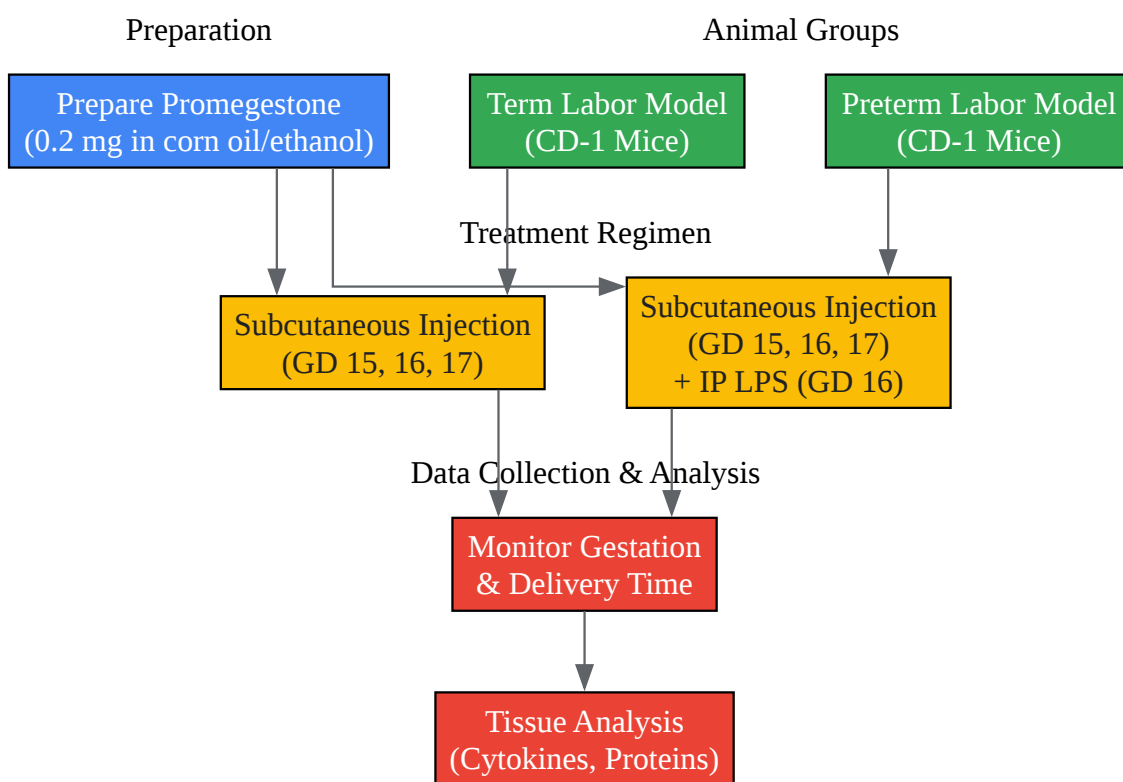 Preparation
Animal Groups
Prepare Promegestone
(0.2 mg in corn oil/ethanol)
Term Labor Model
(CD-1 Mice)
Preterm Labor Model
(CD-1 Mice)
Treatment Regimen
Subcutaneous Injection
(GD 15, 16, 17)
Subcutaneous Injection
(GD 15, 16, 17)
+ IP LPS (GD 16)
Data Collection & Analysis
Monitor Gestation
& Delivery Time
Tissue Analysis
(Cytokines, Proteins)